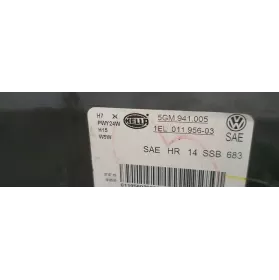 H7
PWY24W
H15
W5W
HELLA
5GM 941.005
1EL 011.956-03
SAE
SAE HR 14 SSB 683